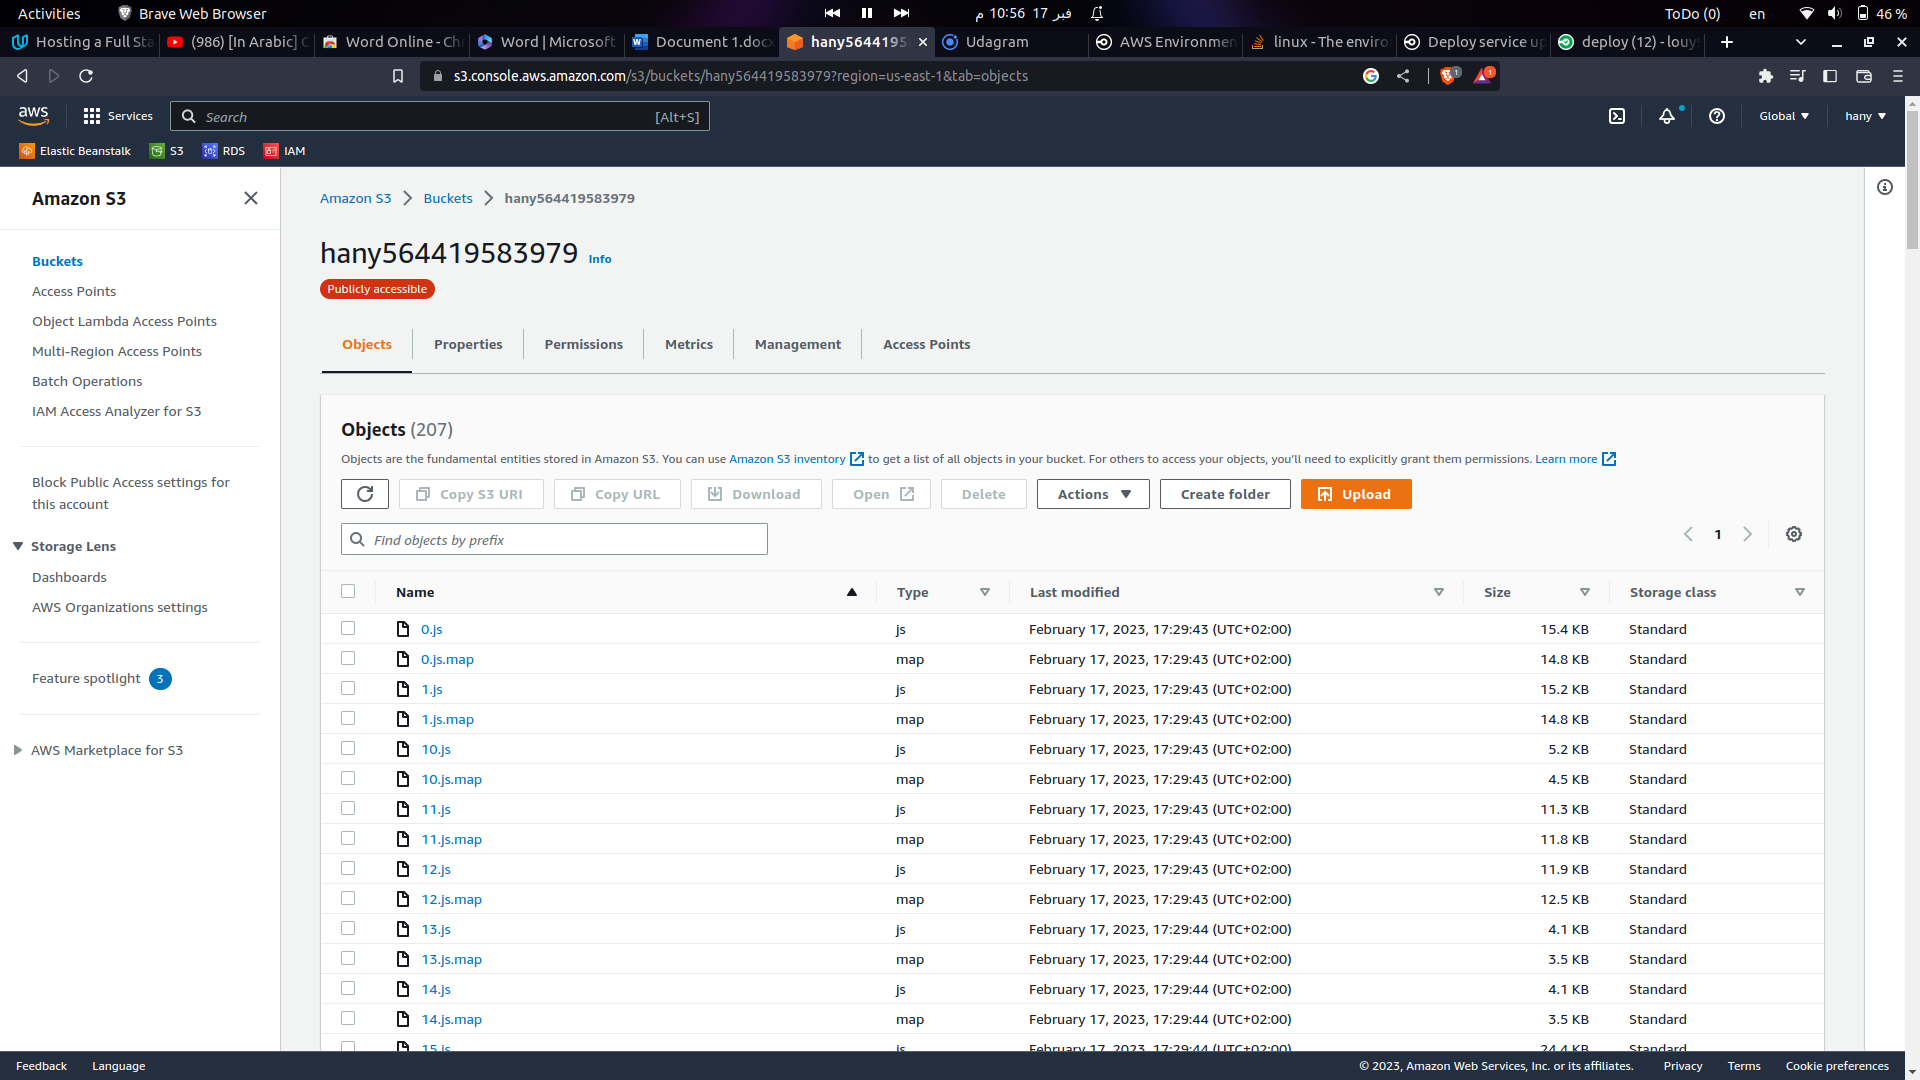 Activities Brave Web Browser 10:56 م 17 فبر ToDo (0) en 46 %
Hosting a Full Sta (986) [In Arabic] C Word Online - Ch Word | Microsoft Document 1.docx hany5644195 Udagram AWS Environmen linux - The enviro Deploy service up deploy (12) - louy
s3.console.aws.amazon.com/s3/buckets/hany564419583979?region=us-east-1&tab=objects 1 1
aws Services Search [Alt+S] Global hany
Elastic Beanstalk S3 RDS IAM
Amazon S3
Buckets
Access Points
Object Lambda Access Points
Multi-Region Access Points
Batch Operations
IAM Access Analyzer for S3
Block Public Access settings for
this account
Storage Lens
Dashboards
AWS Organizations settings
Feature spotlight 3
AWS Marketplace for S3
Amazon S3 Buckets hany564419583979
hany564419583979 Info
Publicly accessible
Objects Properties Permissions Metrics Management Access Points
Objects (207)
Objects are the fundamental entities stored in Amazon S3. You can use Amazon S3 inventory to get a list of all objects in your bucket. For others to access your objects, you'll need to explicitly grant them permissions. Learn more
Copy S3 URI Copy URL Download Open Delete Actions Create folder Upload
Find objects by prefix 1
Name Type Last modified Size Storage class
0.js js February 17, 2023, 17:29:43 (UTC+02:00) 15.4 KB Standard
0.js.map map February 17, 2023, 17:29:43 (UTC+02:00) 14.8 KB Standard
1.js js February 17, 2023, 17:29:43 (UTC+02:00) 15.2 KB Standard
1.js.map map February 17, 2023, 17:29:43 (UTC+02:00) 14.8 KB Standard
10.js js February 17, 2023, 17:29:43 (UTC+02:00) 5.2 KB Standard
10.js.map map February 17, 2023, 17:29:43 (UTC+02:00) 4.5 KB Standard
11.js js February 17, 2023, 17:29:43 (UTC+02:00) 11.3 KB Standard
11.js.map map February 17, 2023, 17:29:43 (UTC+02:00) 11.8 KB Standard
12.js js February 17, 2023, 17:29:43 (UTC+02:00) 11.9 KB Standard
12.js.map map February 17, 2023, 17:29:43 (UTC+02:00) 12.5 KB Standard
13.js js February 17, 2023, 17:29:44 (UTC+02:00) 4.1 KB Standard
13.js.map map February 17, 2023, 17:29:44 (UTC+02:00) 3.5 KB Standard
14.js js February 17, 2023, 17:29:44 (UTC+02:00) 4.1 KB Standard
14.js.map map February 17, 2023, 17:29:44 (UTC+02:00) 3.5 KB Standard
15.js js February 17, 2023, 17:29:44 (UTC+02:00) 24.4 KB Standard
Feedback Language © 2023, Amazon Web Services, Inc. or its affiliates. Privacy Terms Cookie preferences